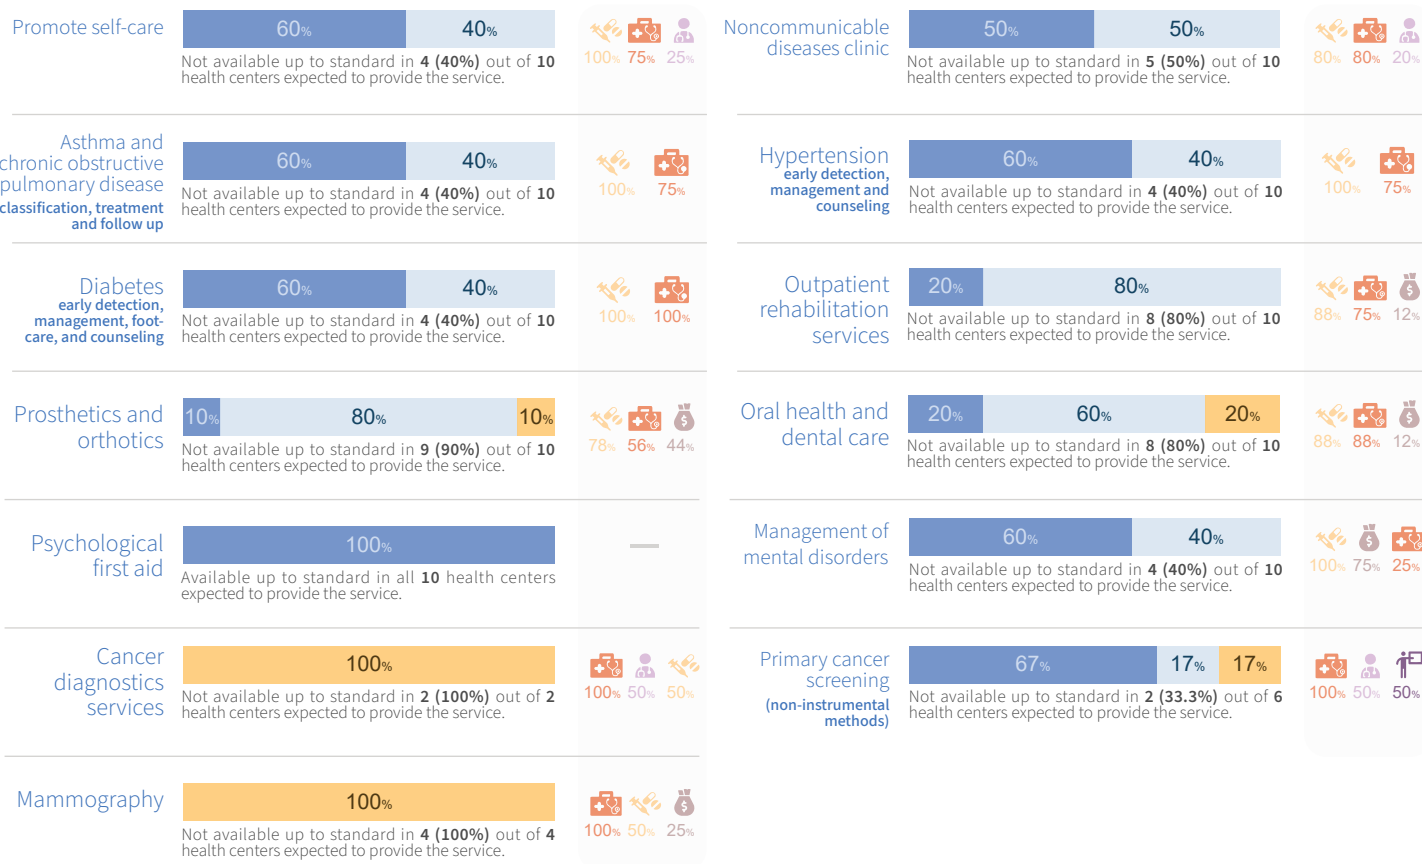 Promote self-care
60%
40%
Not available up to standard in 4 (40%) out of 10
health centers expected to provide the service.
100% 75% 25%
Noncommunicable
diseases clinic
50%
50%
Not available up to standard in 5 (50%) out of 10
health centers expected to provide the service.
80% 80% 20%
Asthma and
chronic obstructive
pulmonary disease
classification, treatment
and follow up
60%
40%
Not available up to standard in 4 (40%) out of 10
health centers expected to provide the service.
100% 75%
Hypertension
early detection,
management and
counseling
60%
40%
Not available up to standard in 4 (40%) out of 10
health centers expected to provide the service.
100% 75%
Diabetes
early detection,
management, foot-
care, and counseling
60%
40%
Not available up to standard in 4 (40%) out of 10
health centers expected to provide the service.
100% 100%
Outpatient
rehabilitation
services
20%
80%
Not available up to standard in 8 (80%) out of 10
health centers expected to provide the service.
88% 75% 12%
Prosthetics and
orthotics
10%
80%
10%
Not available up to standard in 9 (90%) out of 10
health centers expected to provide the service.
78% 56% 44%
Oral health and
dental care
20%
60%
20%
Not available up to standard in 8 (80%) out of 10
health centers expected to provide the service.
88% 88% 12%
Psychological
first aid
100%
Available up to standard in all 10 health centers
expected to provide the service.
Management of
mental disorders
60%
40%
Not available up to standard in 4 (40%) out of 10
health centers expected to provide the service.
100% 75% 25%
Cancer
diagnostics
services
100%
Not available up to standard in 2 (100%) out of 2
health centers expected to provide the service.
100% 50% 50%
Primary cancer
screening
(non-instrumental
methods)
67%
17%
17%
Not available up to standard in 2 (33.3%) out of 6
health centers expected to provide the service.
100% 50% 50%
Mammography
100%
Not available up to standard in 4 (100%) out of 4
health centers expected to provide the service.
100% 50% 25%